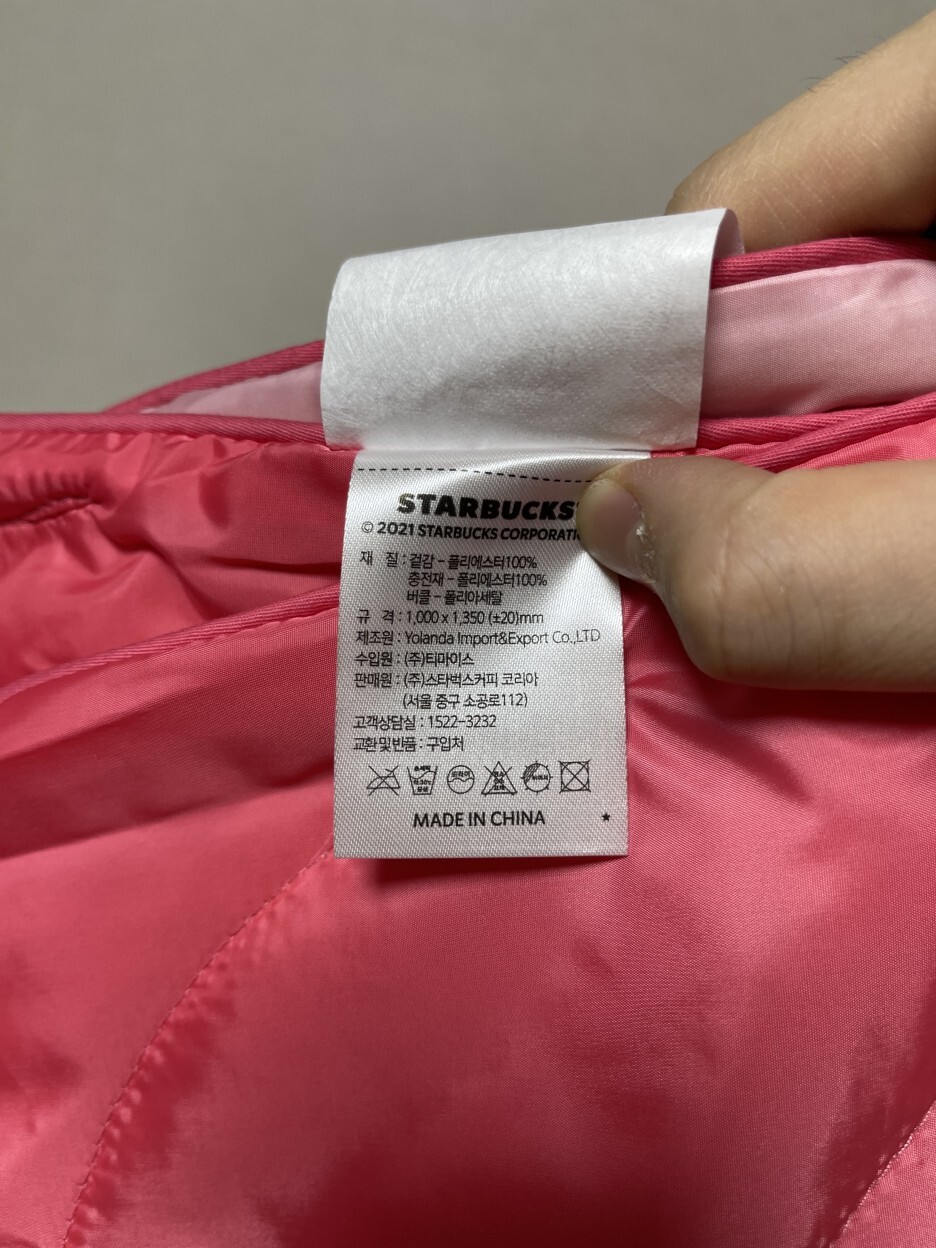 STARBUCKS
© 2021 STARBUCKS
재 질 : 겉감 - 폴리에스터100%
충전재 - 폴리에스터100%
버클 - 폴리아세탈
규 격 : 1,000 x 1,350 (±20)mm
제조원 : Yolanda Import&Export Co.,LTD
수입원 : (주)티마이스
판매원 : (주)스타벅스커피 코리아
(서울 중구 소공로112)
고객상담실 : 1522-3232
교환및반품 : 구입처
MADE IN CHINA